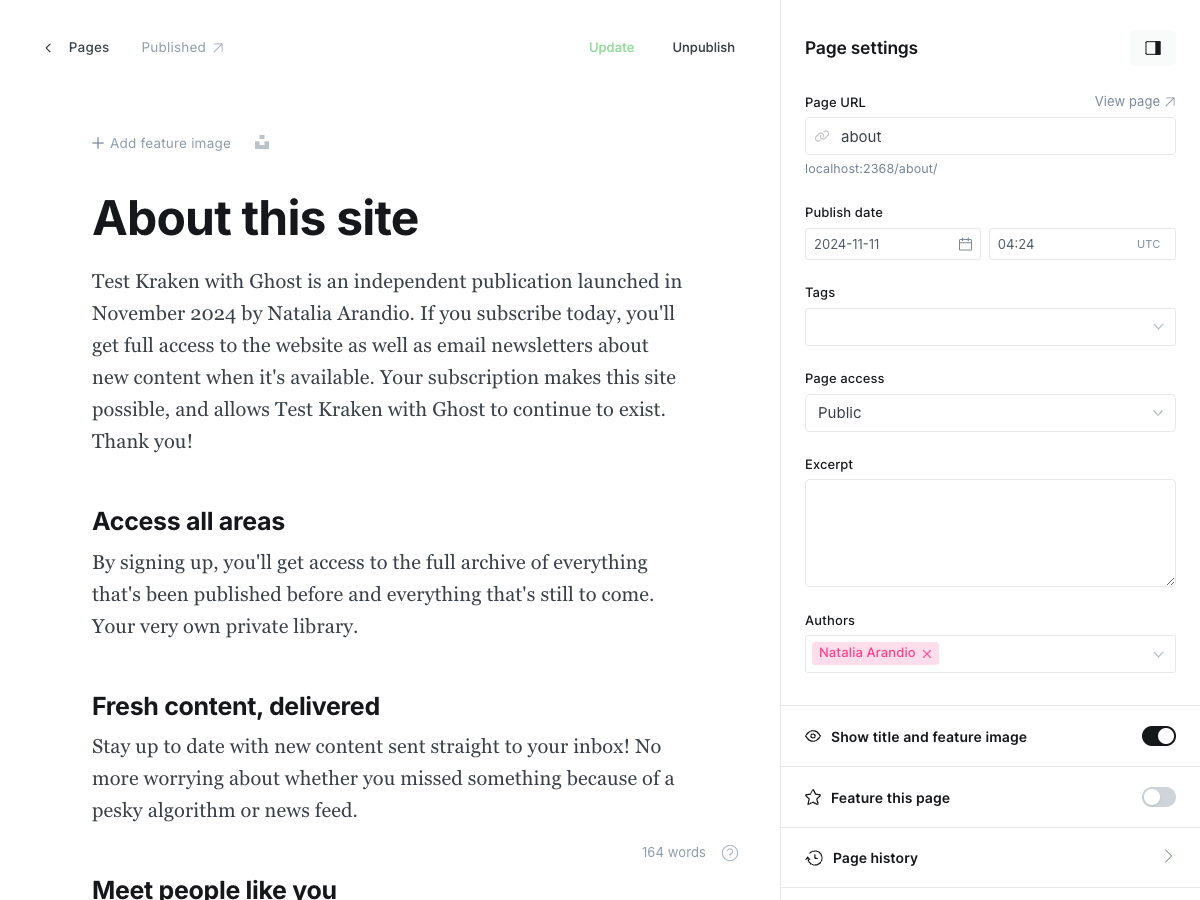 Pages
Published
Update
Unpublish
Add feature image
About this site
Test Kraken with Ghost is an independent publication launched in
November 2024 by Natalia Arandio. If you subscribe today, you'll
get full access to the website as well as email newsletters about
new content when it's available. Your subscription makes this site
possible, and allows Test Kraken with Ghost to continue to exist.
Thank you!
Access all areas
By signing up, you'll get access to the full archive of everything
that's been published before and everything that's still to come.
Your very own private library.
Fresh content, delivered
Stay up to date with new content sent straight to your inbox! No
more worrying about whether you missed something because of a
pesky algorithm or news feed.
164 words
Meet people like you
Page settings
Page URL
View page
about
localhost:2368/about/
Publish date
2024-11-11
04:24
UTC
Tags
Page access
Public
Excerpt
Authors
Natalia Arandio
Show title and feature image
Feature this page
Page history